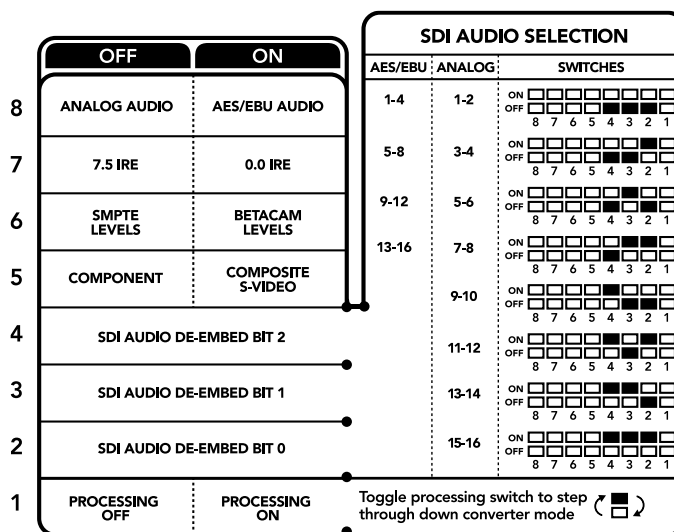 OFF ON
8 ANALOG AUDIO AES/EBU AUDIO
7 7.5 IRE 0.0 IRE
6 SMPTE LEVELS BETACAM LEVELS
5 COMPONENT COMPOSITE S-VIDEO
4 SDI AUDIO DE-EMBED BIT 2
3 SDI AUDIO DE-EMBED BIT 1
2 SDI AUDIO DE-EMBED BIT 0
1 PROCESSING OFF PROCESSING ON
SDI AUDIO SELECTION
AES/EBU ANALOG SWITCHES
1-4 1-2 ON
OFF
8 7 6 5 4 3 2 1
5-8 3-4 ON
OFF
8 7 6 5 4 3 2 1
9-12 5-6 ON
OFF
8 7 6 5 4 3 2 1
13-16 7-8 ON
OFF
8 7 6 5 4 3 2 1
9-10 ON
OFF
8 7 6 5 4 3 2 1
11-12 ON
OFF
8 7 6 5 4 3 2 1
13-14 ON
OFF
8 7 6 5 4 3 2 1
15-16 ON
OFF
8 7 6 5 4 3 2 1
Toggle processing switch to step
through down converter mode